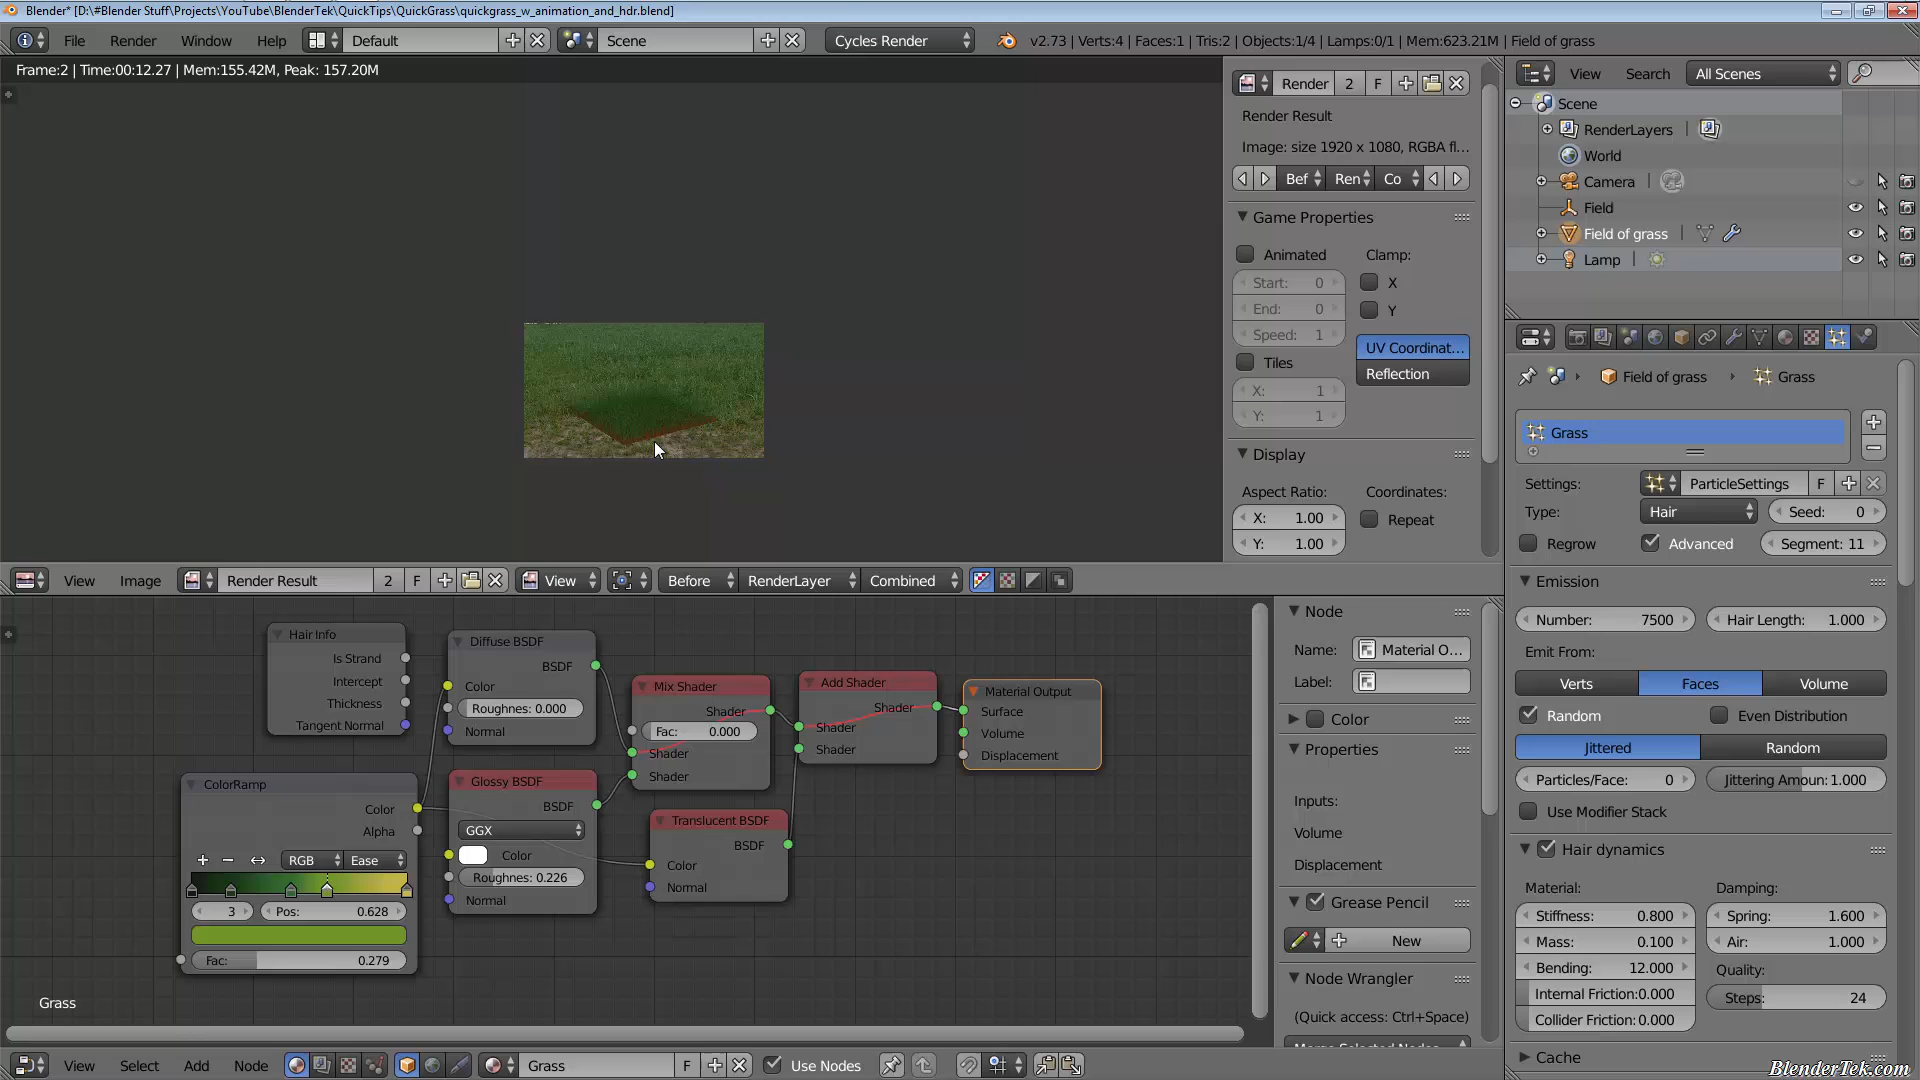 Blender* [D:\#Blender Stuff\Projects\YouTube\BlenderTek\QuickTips\QuickGrass\quickgrass_w_animation_and_hdr.blend]
File Render Window Help Default Scene Cycles Render v2.73 | Verts:4 | Faces:1 | Tris:2 | Objects:1/4 | Lamps:0/1 | Mem:623.21M | Field of grass
Frame:2 | Time:00:12.27 | Mem:155.42M, Peak: 157.20M
Render 2 F
Render Result
Image: size 1920 x 1080, RGBA fl...
Bef Ren Co
Game Properties
Animated Clamp:
Start: 0 X
End: 0 Y
Speed: 1
UV Coordinat...
Tiles Reflection
X: 1
Y: 1
Display
Aspect Ratio: Coordinates:
X: 1.00 Repeat
Y: 1.00
View Search All Scenes
Scene
RenderLayers |
World
Camera |
Field
Field of grass |
Lamp |
Field of grass Grass
Grass
Settings: ParticleSettings F
Type: Hair Seed: 0
Regrow Advanced Segment: 11
Emission
Number: 7500 Hair Length: 1.000
Emit From:
Verts Faces Volume
Random Even Distribution
Jittered Random
Particles/Face: 0 Jittering Amoun: 1.000
Use Modifier Stack
Hair dynamics
Material: Damping:
Stiffness: 0.800 Spring: 1.600
Mass: 0.100 Air: 1.000
Bending: 12.000 Quality:
Internal Friction:0.000 Steps: 24
Collider Friction: 0.000
Cache
View Image Render Result 2 F View Before RenderLayer Combined
Hair Info
Is Strand
Intercept
Thickness
Tangent Normal
Diffuse BSDF
BSDF
Color
Roughnes: 0.000
Normal
Mix Shader
Shader
Fac: 0.000
Shader
Shader
Add Shader
Shader
Shader
Shader
Material Output
Surface
Volume
Displacement
ColorRamp
Color
Alpha
RGB Ease
3 Pos: 0.628
Fac: 0.279
Glossy BSDF
BSDF
GGX
Color
Roughnes: 0.226
Normal
Translucent BSDF
BSDF
Color
Normal
Grass
Node
Name: Material O...
Label:
Color
Properties
Inputs:
Volume
Displacement
Grease Pencil
New
Node Wrangler
(Quick access: Ctrl+Space)
View Select Add Node Grass F Use Nodes
BlenderTek.com